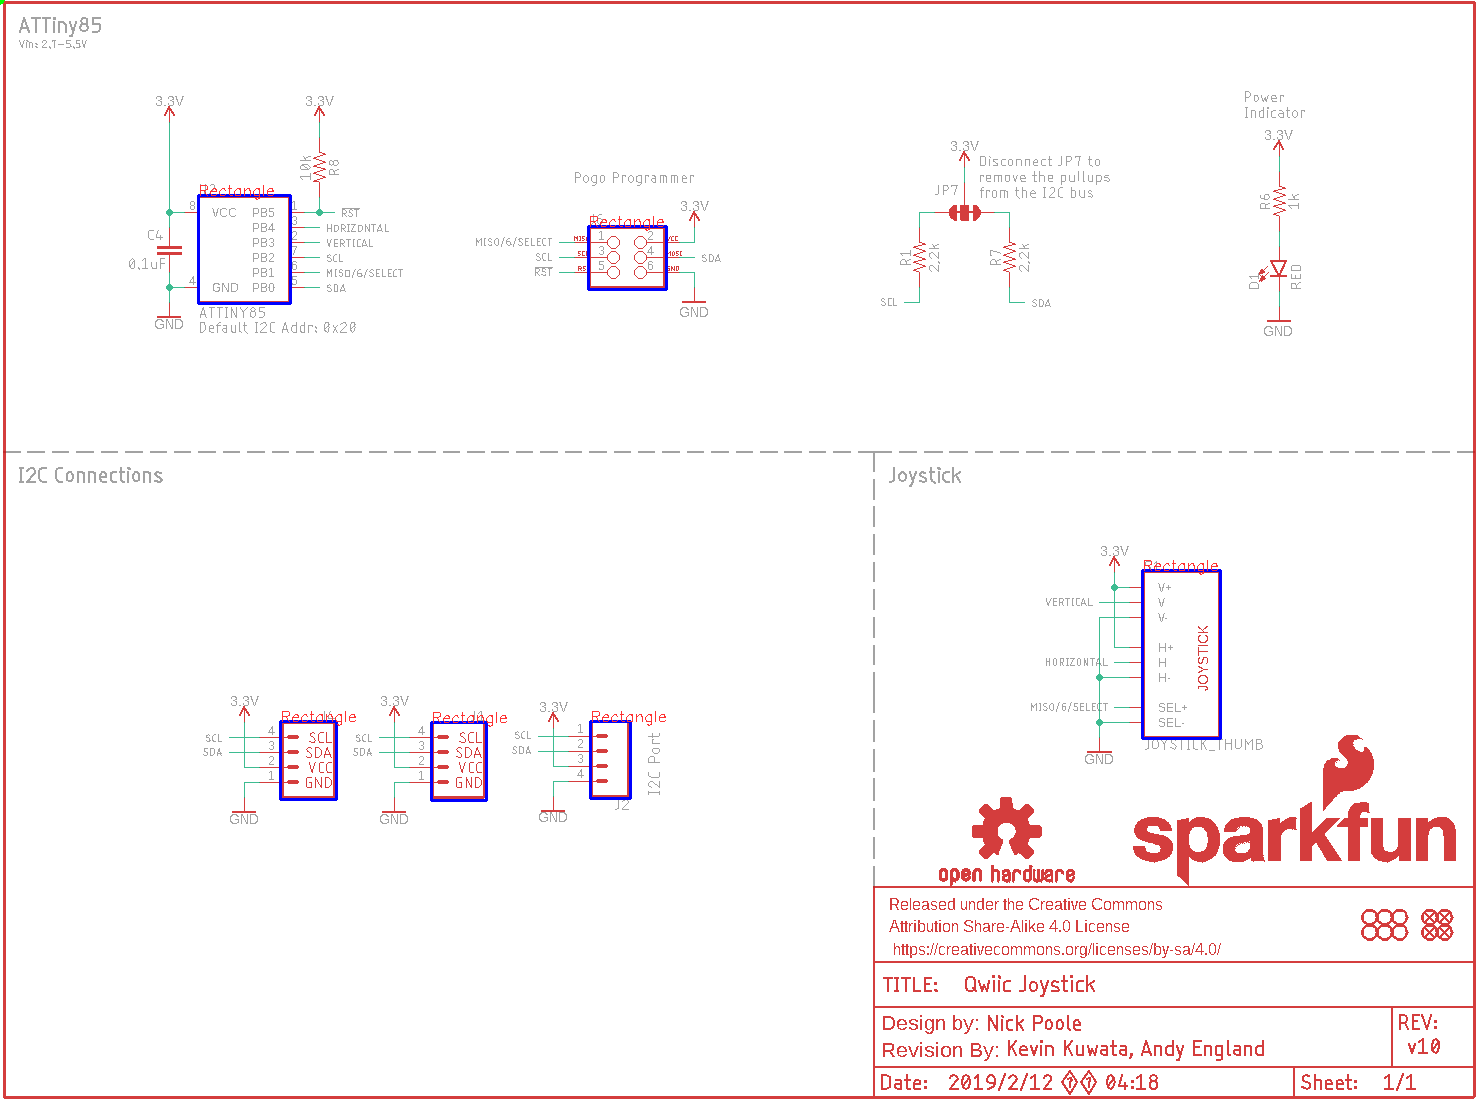 ATTiny85
Vin: 2.7-5.5V
3.3V
3.3V
10k
R8
Rectangle
8
VCC
PB5
1
RST
PB4
3
HORIZONTAL
PB3
2
VERTICAL
PB2
7
SCL
PB1
6
MISO/6/SELECT
4
GND
PB0
5
SDA
C4
0.1uF
GND
ATTINY85
Default I2C Addr: 0x20
Pogo Programmer
3.3V
Rectangle
MISO/6/SELECT
1
2
VCC
SCL
3
4
MOSI
SDA
RST
5
6
GND
GND
3.3V
Disconnect JP7 to
remove the pullups
from the I2C bus
JP7
R1
2.2k
R7
2.2k
SCL
SDA
Power
Indicator
3.3V
R6
1k
D1
RED
GND
I2C Connections
3.3V
Rectangle
SCL
4
SCL
SDA
3
SDA
2
VCC
1
GND
GND
3.3V
Rectangle
SCL
4
SCL
SDA
3
SDA
2
VCC
1
GND
GND
3.3V
Rectangle
SCL
1
SDA
2
3
4
I2C Port
J2
GND
Joystick
3.3V
Rectangle
V+
VERTICAL
V
V-
H+
HORIZONTAL
H
H-
MISO/6/SELECT
SEL+
SEL-
JOYSTICK
JOYSTICK_THUMB
GND
open hardware
sparkfun
Released under the Creative Commons
Attribution Share-Alike 4.0 License
https://creativecommons.org/licenses/by-sa/4.0/
TITLE: Qwiic Joystick
Design by: Nick Poole
Revision By: Kevin Kuwata, Andy England
REV:
v10
Date: 2019/2/12 �� 04:18
Sheet: 1/1